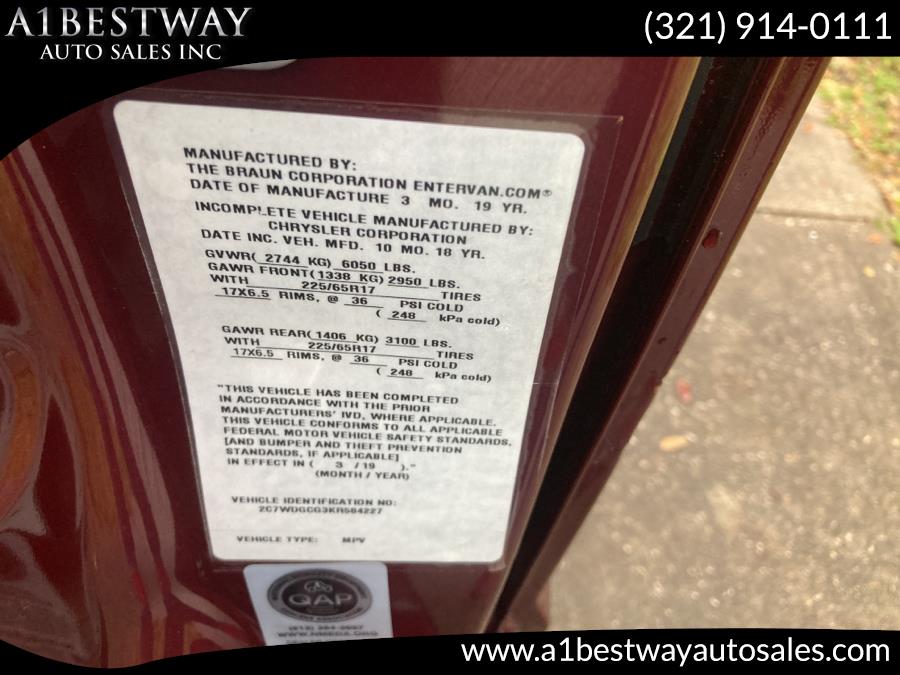 A1BESTWAY
AUTO SALES INC
(321) 914-0111
MANUFACTURED BY:
THE BRAUN CORPORATION ENTERVAN.COM®
DATE OF MANUFACTURE 3 MO. 19 YR.
INCOMPLETE VEHICLE MANUFACTURED BY:
CHRYSLER CORPORATION
DATE INC. VEH. MFD. 10 MO. 18 YR.
GVWR( 2744 KG) 6050 LBS.
GAWR FRONT(1338 KG) 2950 LBS.
WITH 225/65R17 TIRES
17X6.5 RIMS, @ 36 PSI COLD
( 248 kPa cold)
GAWR REAR(1406 KG) 3100 LBS.
WITH 225/65R17 TIRES
17X6.5 RIMS, @ 36 PSI COLD
( 248 kPa cold)
"THIS VEHICLE HAS BEEN COMPLETED
IN ACCORDANCE WITH THE PRIOR
MANUFACTURERS' IVD, WHERE APPLICABLE.
THIS VEHICLE CONFORMS TO ALL APPLICABLE
FEDERAL MOTOR VEHICLE SAFETY STANDARDS,
[AND BUMPER AND THEFT PREVENTION
STANDARDS, IF APPLICABLE]
IN EFFECT IN ( 3 / 19 )."
(MONTH / YEAR)
VEHICLE IDENTIFICATION NO:
2C7WDGCG3KR584227
VEHICLE TYPE: MPV
QAP
WWW.NMEDA.ORG
www.a1bestwayautosales.com